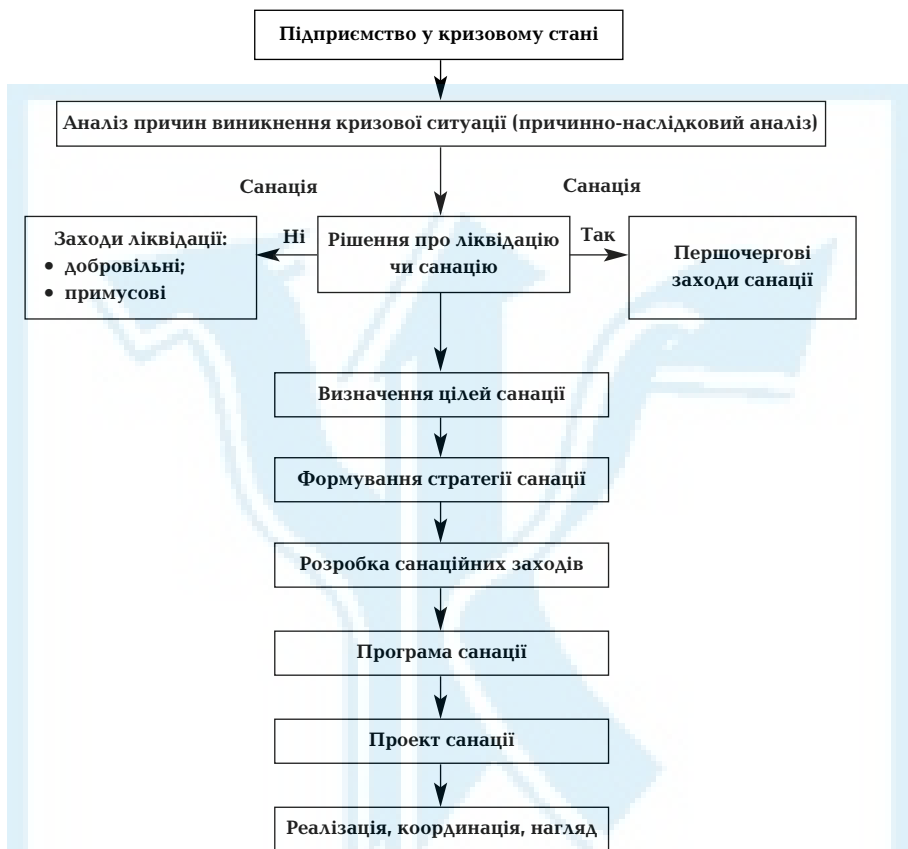 Підприємство у кризовому стані
Аналіз причин виникнення кризової ситуації (причинно-наслідковий аналіз)
Санація
Санація
Заходи ліквідації:
• добровільні;
• примусові
Ні
Рішення про ліквідацію
чи санацію
Так
Першочергові
заходи санації
Визначення цілей санації
Формування стратегії санації
Розробка санаційних заходів
Програма санації
Проект санації
Реалізація, координація, нагляд